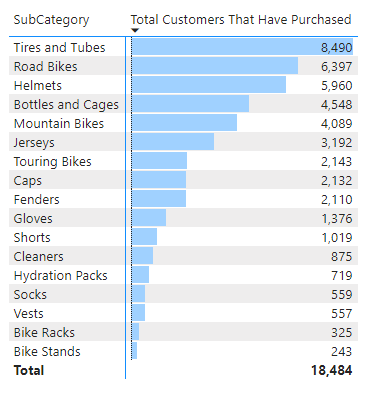 SubCategory Total Customers That Have Purchased
Tires and Tubes 8,490
Road Bikes 6,397
Helmets 5,960
Bottles and Cages 4,548
Mountain Bikes 4,089
Jerseys 3,192
Touring Bikes 2,143
Caps 2,132
Fenders 2,110
Gloves 1,376
Shorts 1,019
Cleaners 875
Hydration Packs 719
Socks 559
Vests 557
Bike Racks 325
Bike Stands 243
Total 18,484